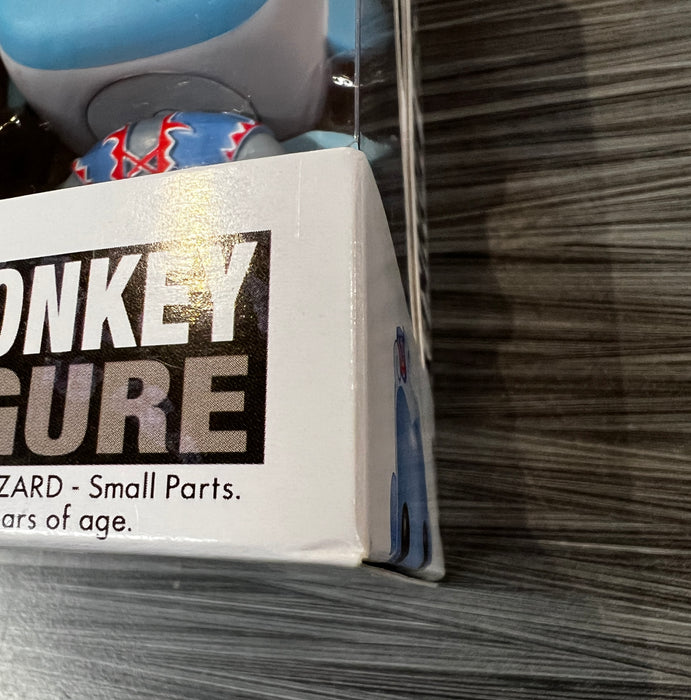 ONKEY
GURE
ZARD - Small Parts.
ars of age.